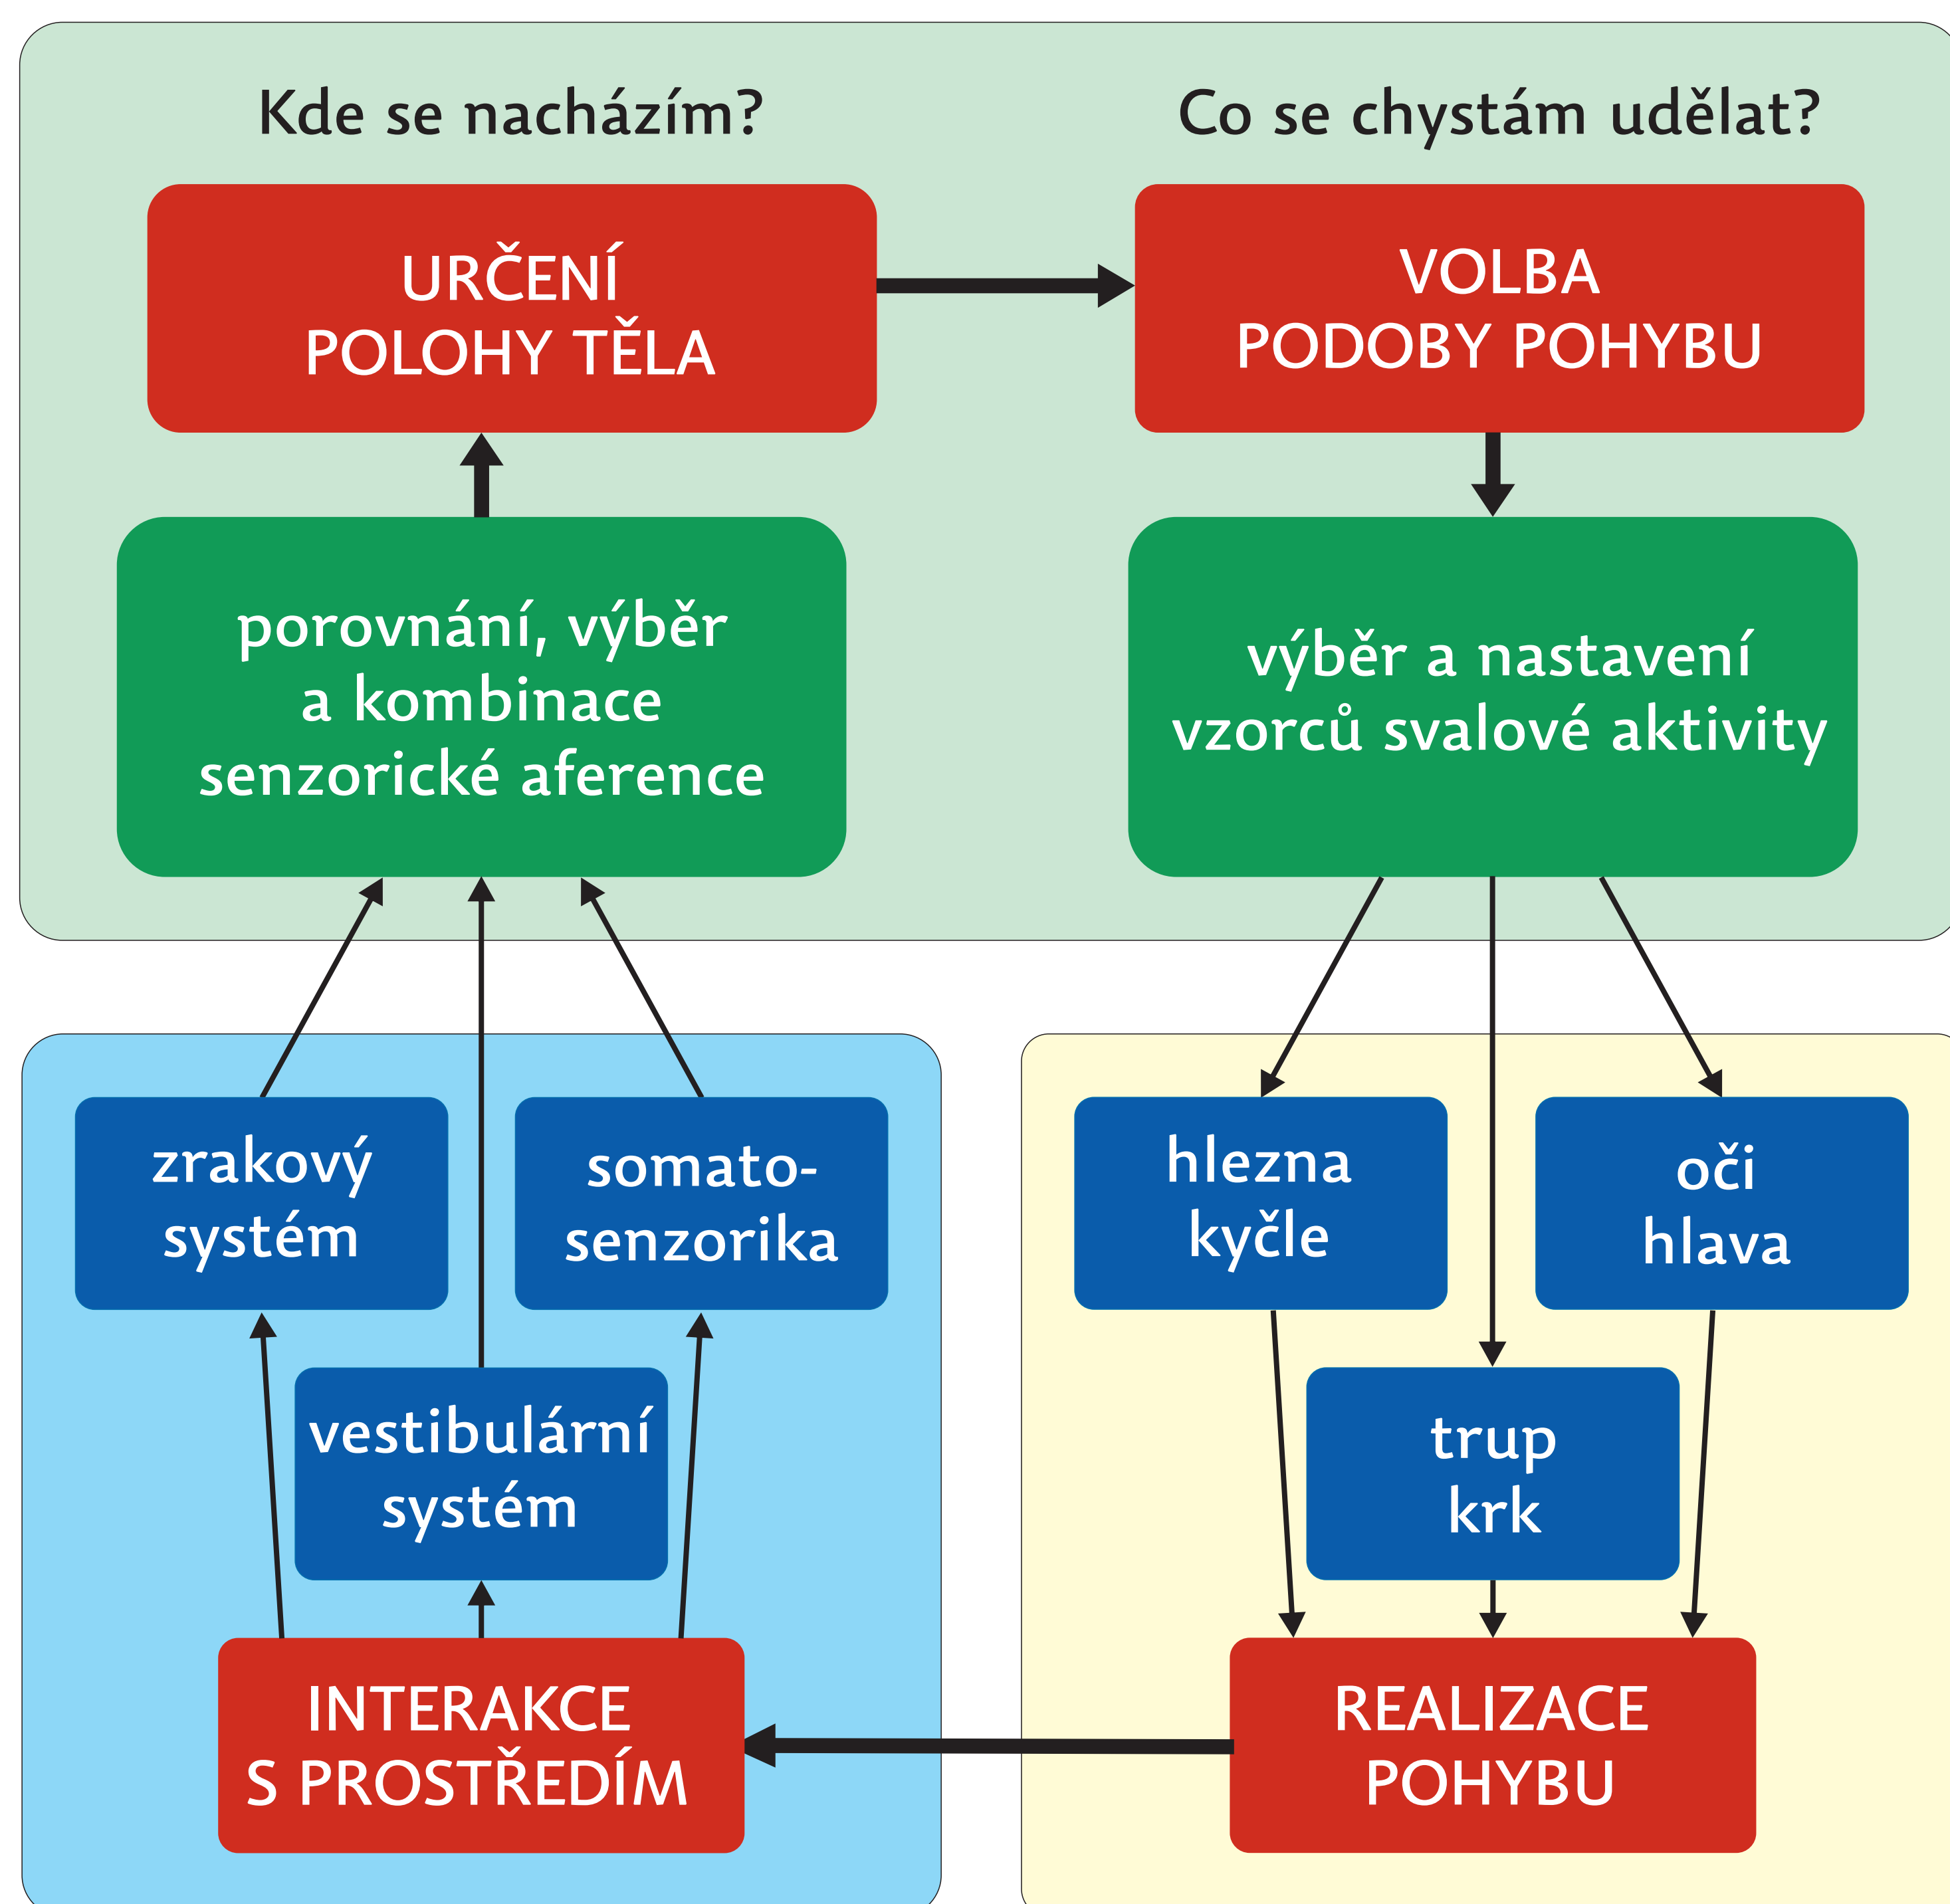 Kde se nacházím?
Co se chystám udělat?
URČENÍ
POLOHY TĚLA
VOLBA
PODOBY POHYBU
porovnání, výběr
a kombinace
senzorické aference
výběr a nastavení
vzorců svalové aktivity
zrakový
systém
somato-
senzorika
hlezna
kyčle
oči
hlava
vestibulární
systém
trup
krk
INTERAKCE
S PROSTŘEDÍM
REALIZACE
POHYBU